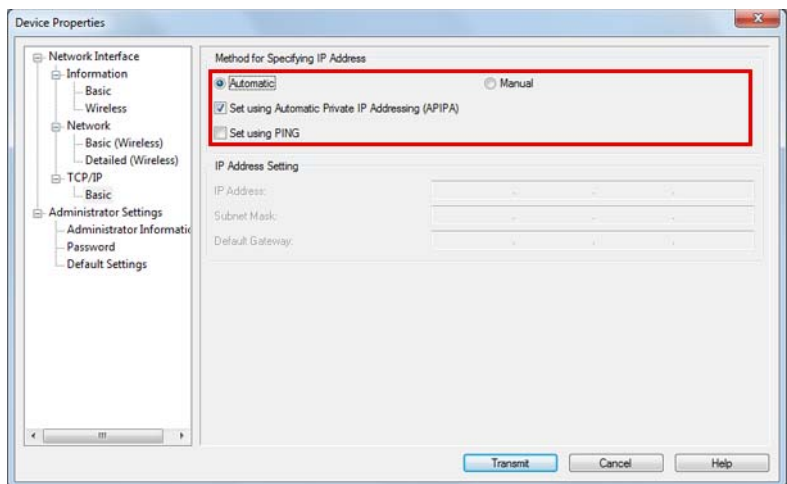 Device Properties
Network Interface
Information
Basic
Wireless
Network
Basic (Wireless)
Detailed (Wireless)
TCP/IP
Basic
Administrator Settings
Administrator Informatic
Password
Default Settings
Method for Specifying IP Address
Automatic Manual
Set using Automatic Private IP Addressing (APIPA)
Set using PING
IP Address Setting
IP Address:
Subnet Mask:
Default Gateway:
Transmit Cancel Help